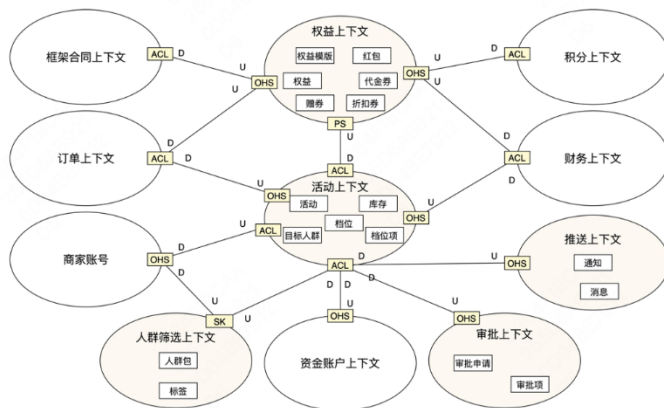 框架合同上下文
ACL
D
U
OHS
U
权益上下文
权益模版
红包
权益
代金券
赠券
折扣券
PS
U
OHS
U
U
D
ACL
积分上下文
订单上下文
D
ACL
D
D
ACL
D
财务上下文
D
ACL
U
OHS
活动上下文
活动
库存
档位
目标人群
档位项
U
OHS
U
ACL
ACL
D
D
D
D
商家账号
OHS
D
D
U
SK
U
人群筛选上下文
人群包
标签
U
OHS
资金账户上下文
U
OHS
推送上下文
通知
消息
U
OHS
审批上下文
审批申请
审批项